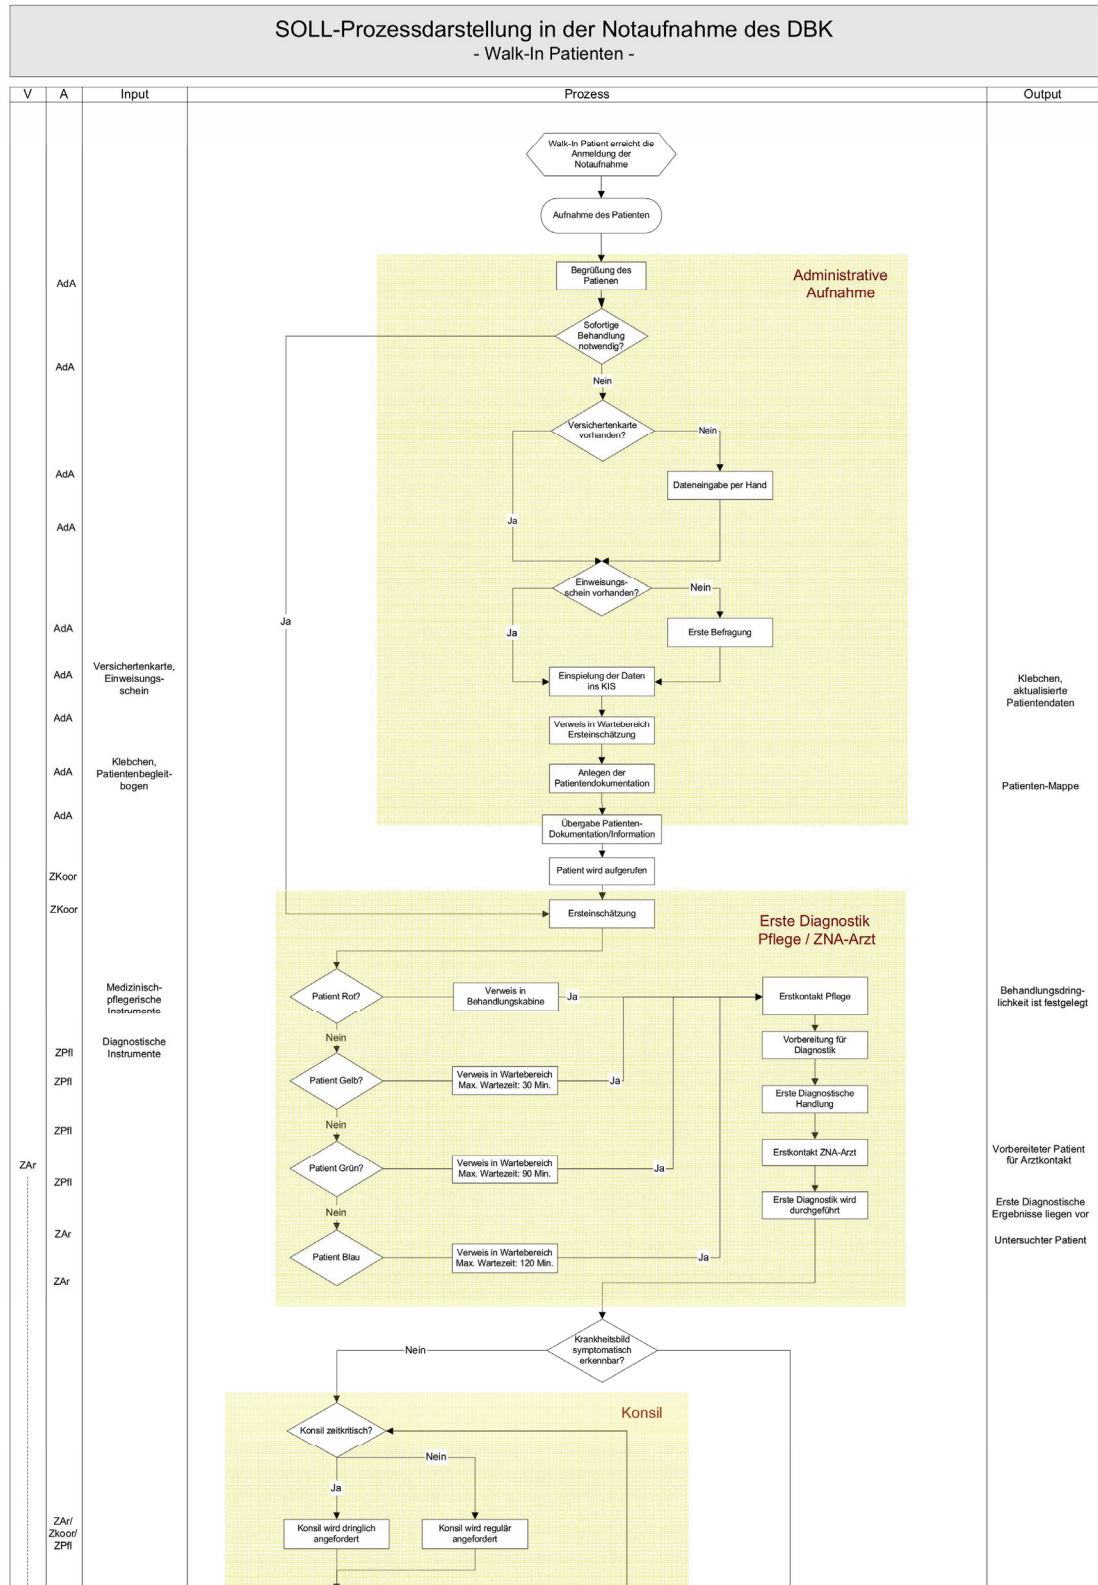 SOLL-Prozessdarstellung in der Notaufnahme des DBK
- Walk-In Patienten -
V A Input Prozess Output
Walk-In Patient erreicht die
Anmeldung der
Notaufnahme
Aufnahme des Patienten
Administrative
Aufnahme
AdA
Begrüßung des
Patienen
Sofortige
Behandlung
notwendig?
AdA
Nein
Versichertenkarte
vorhanden?
Nein
AdA
Dateneingabe per Hand
Ja
AdA
Einweisungs-
schein vorhanden?
Nein
Ja
AdA
Ja
Erste Befragung
Versichertenkarte,
Einweisungs-
schein
AdA
Einspielung der Daten
ins KIS
Klebchen,
aktualisierte
Patientendaten
AdA
Verweis in Wartebereich
Ersteinschätzung
Klebchen,
Patientenbegleit-
bogen
AdA
Anlegen der
Patientendokumentation
Patienten-Mappe
AdA
Übergabe Patienten-
Dokumentation/Information
ZKoor
Patient wird aufgerufen
ZKoor
Ersteinschätzung
Erste Diagnostik
Pflege / ZNA-Arzt
Medizinisch-
pflegerische
Instrumente
Patient Rot?
Verweis in
Behandlungskabine
Ja
Erstkontakt Pflege
Behandlungsdring-
lichkeit ist festgelegt
Nein
Diagnostische
Instrumente
ZPfl
Vorbereitung für
Diagnostik
ZPfl
Patient Gelb?
Verweis in Wartebereich
Max. Wartezeit: 30 Min.
Ja
Erste Diagnostische
Handlung
Nein
ZPfl
Erstkontakt ZNA-Arzt
Vorbereiteter Patient
für Arztkontakt
ZAr
ZPfl
Patient Grün?
Verweis in Wartebereich
Max. Wartezeit: 90 Min.
Ja
Erste Diagnostik wird
durchgeführt
Erste Diagnostische
Ergebnisse liegen vor
Nein
ZAr
Untersuchter Patient
Patient Blau
Verweis in Wartebereich
Max. Wartezeit: 120 Min.
Ja
ZAr
Krankheitsbild
symptomatisch
erkennbar?
Nein
Konsil
Konsil zeitkritisch?
Nein
Ja
ZAr/
Zkoor/
ZPfl
Konsil wird dringlich
angefordert
Konsil wird regulär
angefordert